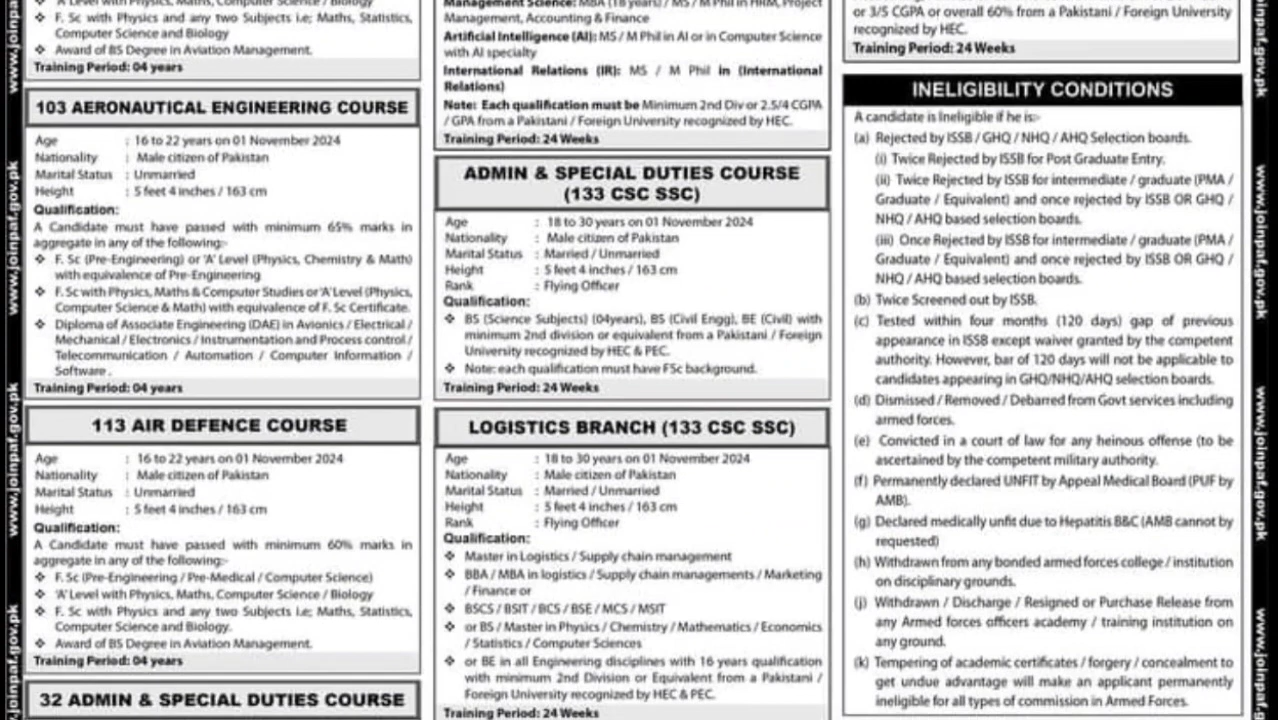 'A' Level with Physics, Maths, Computer Science / Biology
❖ F. Sc with Physics and any two Subjects i.e; Maths, Statistics,
Computer Science and Biology
❖ Award of BS Degree in Aviation Management.
Training Period: 04 years
103 AERONAUTICAL ENGINEERING COURSE
Age : 16 to 22 years on 01 November 2024
Nationality : Male citizen of Pakistan
Marital Status : Unmarried
Height : 5 feet 4 inches / 163 cm
Qualification:
A Candidate must have passed with minimum 65% marks in
aggregate in any of the following:-
❖ F. Sc (Pre-Engineering) or 'A' Level (Physics, Chemistry & Math)
with equivalence of Pre-Engineering
❖ F. Sc with Physics, Maths & Computer Studies or 'A' Level (Physics,
Computer Science & Math) with equivalence of F. Sc Certificate.
❖ Diploma of Associate Engineering (DAE) in Avionics / Electrical /
Mechanical / Electronics / Instrumentation and Process control /
Telecommunication / Automation / Computer Information /
Software .
Training Period: 04 years
113 AIR DEFENCE COURSE
Age : 16 to 22 years on 01 November 2024
Nationality : Male citizen of Pakistan
Marital Status : Unmarried
Height : 5 feet 4 inches / 163 cm
Qualification:
A Candidate must have passed with minimum 60% marks in
aggregate in any of the following:-
❖ F. Sc (Pre-Engineering / Pre-Medical / Computer Science)
❖ 'A' Level with Physics, Maths, Computer Science / Biology
❖ F. Sc with Physics and any two Subjects i.e; Maths, Statistics,
Computer Science and Biology.
❖ Award of BS Degree in Aviation Management.
Training Period: 04 years
32 ADMIN & SPECIAL DUTIES COURSE
Management Science: MBA (18 years) / MS / M Phil in HRM, Project
Management, Accounting & Finance
Artificial Intelligence (AI): MS / M Phil in AI or in Computer Science
with AI specialty
International Relations (IR): MS / M Phil in (International
Relations)
Note: Each qualification must be Minimum 2nd Div or 2.5/4 CGPA
/ GPA from a Pakistani / Foreign University recognized by HEC.
Training Period: 24 Weeks
ADMIN & SPECIAL DUTIES COURSE
(133 CSC SSC)
Age : 18 to 30 years on 01 November 2024
Nationality : Male citizen of Pakistan
Marital Status : Married / Unmarried
Height : 5 feet 4 inches / 163 cm
Rank : Flying Officer
Qualification:
❖ BS (Science Subjects) (04years), BS (Civil Engg), BE (Civil) with
minimum 2nd division or equivalent from a Pakistani / Foreign
University recognized by HEC & PEC.
❖ Note: each qualification must have FSc background.
Training Period: 24 Weeks
LOGISTICS BRANCH (133 CSC SSC)
Age : 18 to 30 years on 01 November 2024
Nationality : Male citizen of Pakistan
Marital Status : Married / Unmarried
Height : 5 feet 4 inches / 163 cm
Rank : Flying Officer
Qualification:
❖ Master in Logistics / Supply chain management
❖ BBA / MBA in logistics / Supply chain managements / Marketing
/ Finance or
❖ BSCS / BSIT / BCS / BSE / MCS / MSIT
❖ or BS / Master in Physics / Chemistry / Mathematics / Economics
/ Statistics / Computer Sciences
❖ or BE in all Engineering disciplines with 16 years qualification
with minimum 2nd Division or Equivalent from a Pakistani /
Foreign University recognized by HEC & PEC.
Training Period: 24 Weeks
or 3/5 CGPA or overall 60% from a Pakistani / Foreign University
recognized by HEC.
Training Period: 24 Weeks
INELIGIBILITY CONDITIONS
A candidate is Ineligible if he is:-
(a) Rejected by ISSB / GHQ / NHQ / AHQ Selection boards.
(i) Twice Rejected by ISSB for Post Graduate Entry.
(ii) Twice Rejected by ISSB for intermediate / graduate (PMA /
Graduate / Equivalent) and once rejected by ISSB OR GHQ /
NHQ / AHQ based selection boards.
(iii) Once Rejected by ISSB for intermediate / graduate (PMA /
Graduate / Equivalent) and once rejected by ISSB OR GHQ /
NHQ / AHQ based selection boards.
(b) Twice Screened out by ISSB.
(c) Tested within four months (120 days) gap of previous
appearance in ISSB except waiver granted by the competent
authority. However, bar of 120 days will not be applicable to
candidates appearing in GHQ/NHQ/AHQ selection boards.
(d) Dismissed / Removed / Debarred from Govt services including
armed forces.
(e) Convicted in a court of law for any heinous offense (to be
ascertained by the competent military authority.
(f) Permanently declared UNFIT by Appeal Medical Board (PUF by
AMB).
(g) Declared medically unfit due to Hepatitis B&C (AMB cannot by
requested)
(h) Withdrawn from any bonded armed forces college / institution
on disciplinary grounds.
(j) Withdrawn / Discharge / Resigned or Purchase Release from
any Armed forces officers academy / training institution on
any ground.
(k) Tempering of academic certificates / forgery / concealment to
get undue advantage will make an applicant permanently
ineligible for all types of commission in Armed Forces.
www.joinpaf.gov.pk
www.joinpaf.gov.pk
www.joinpaf.gov.pk
www.joinpaf.gov.pk
www.joinpaf.gov.pk
www.joinpaf.gov.pk